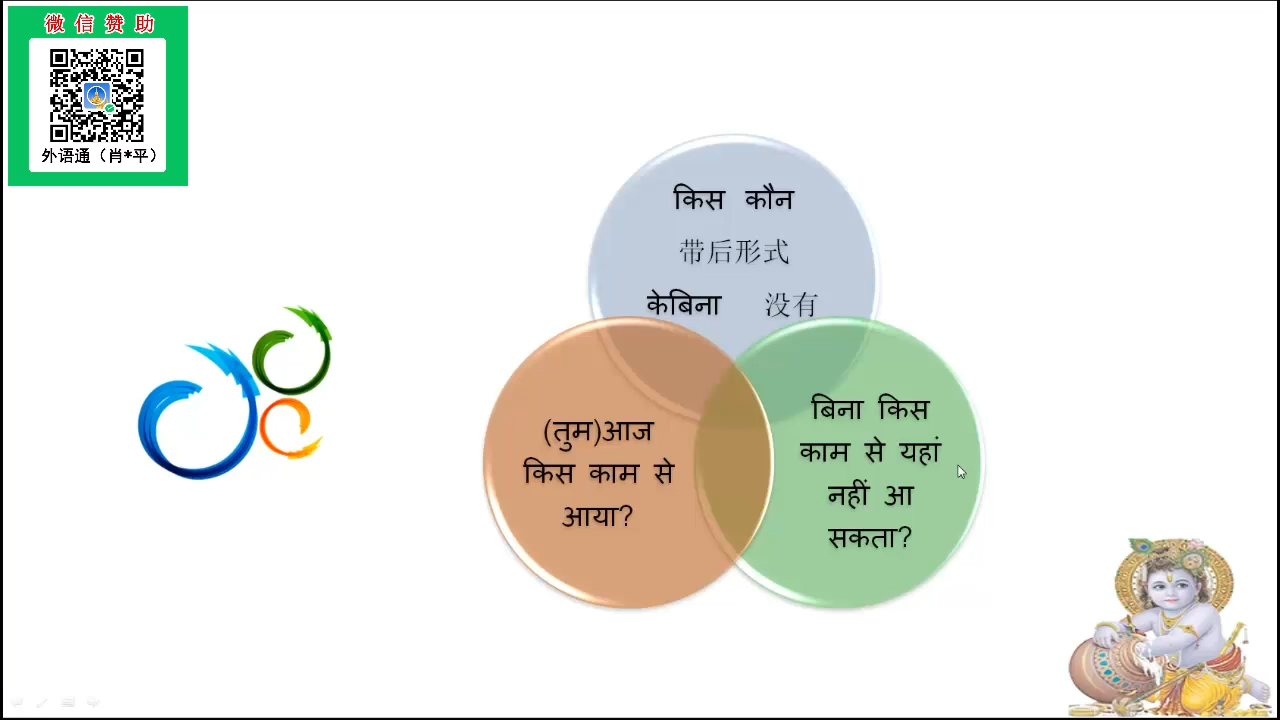 微信赞助
外语通（肖*平）
किस कौन
带后形式
केबिना 没有
(तुम)आज
किस काम से
आया?
बिना किस
काम से यहां
नहीं आ
सकता?